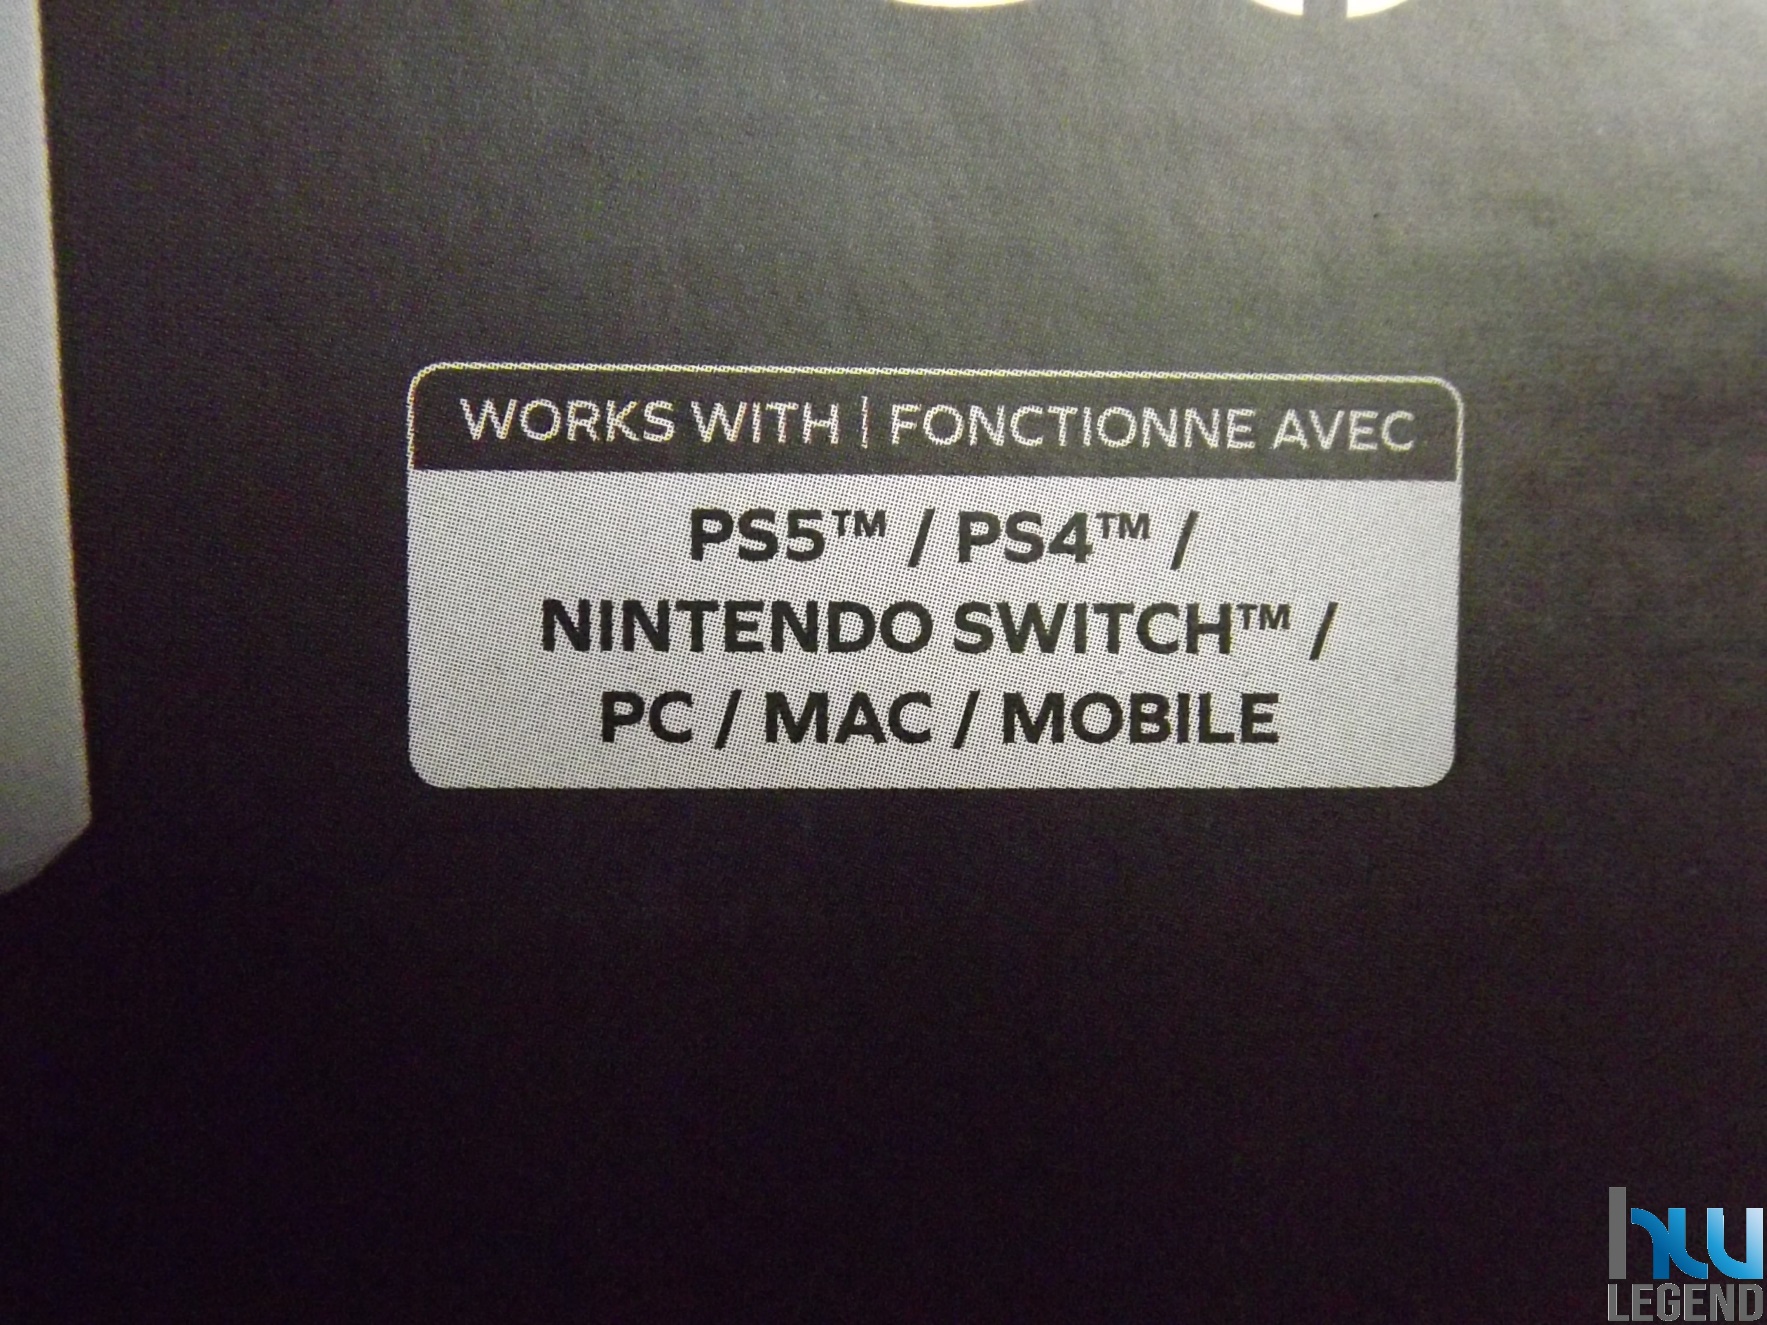 WORKS WITH | FONCTIONNE AVEC
PS5™ / PS4™ /
NINTENDO SWITCH™ /
PC / MAC / MOBILE
hw
LEGEND